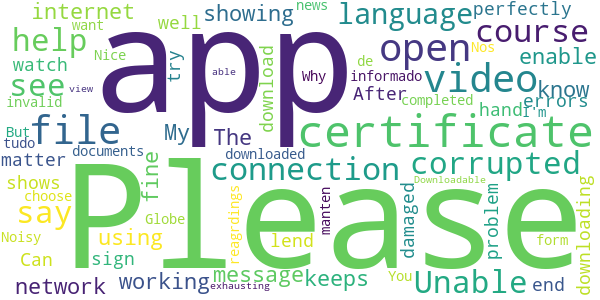 internet
want
news
well
showing
language
perfectly
course
help
Nice
app
able
Why
de
open
Nos
enable
see
watch
try
download
informado
video
know
invalid
After
completed
errors
But
file
My
The
certificate
hand
I'm
tudo
matter
documents
downloaded
connection
corrupted
shows
fine
Please
Downloadable
choose
say
Globe
reagrdings
manten
damaged
problem
downloading
Noisy
using
lend
Can
sign
You
form
network
working
message
keeps
Unable
end
exhausting
view